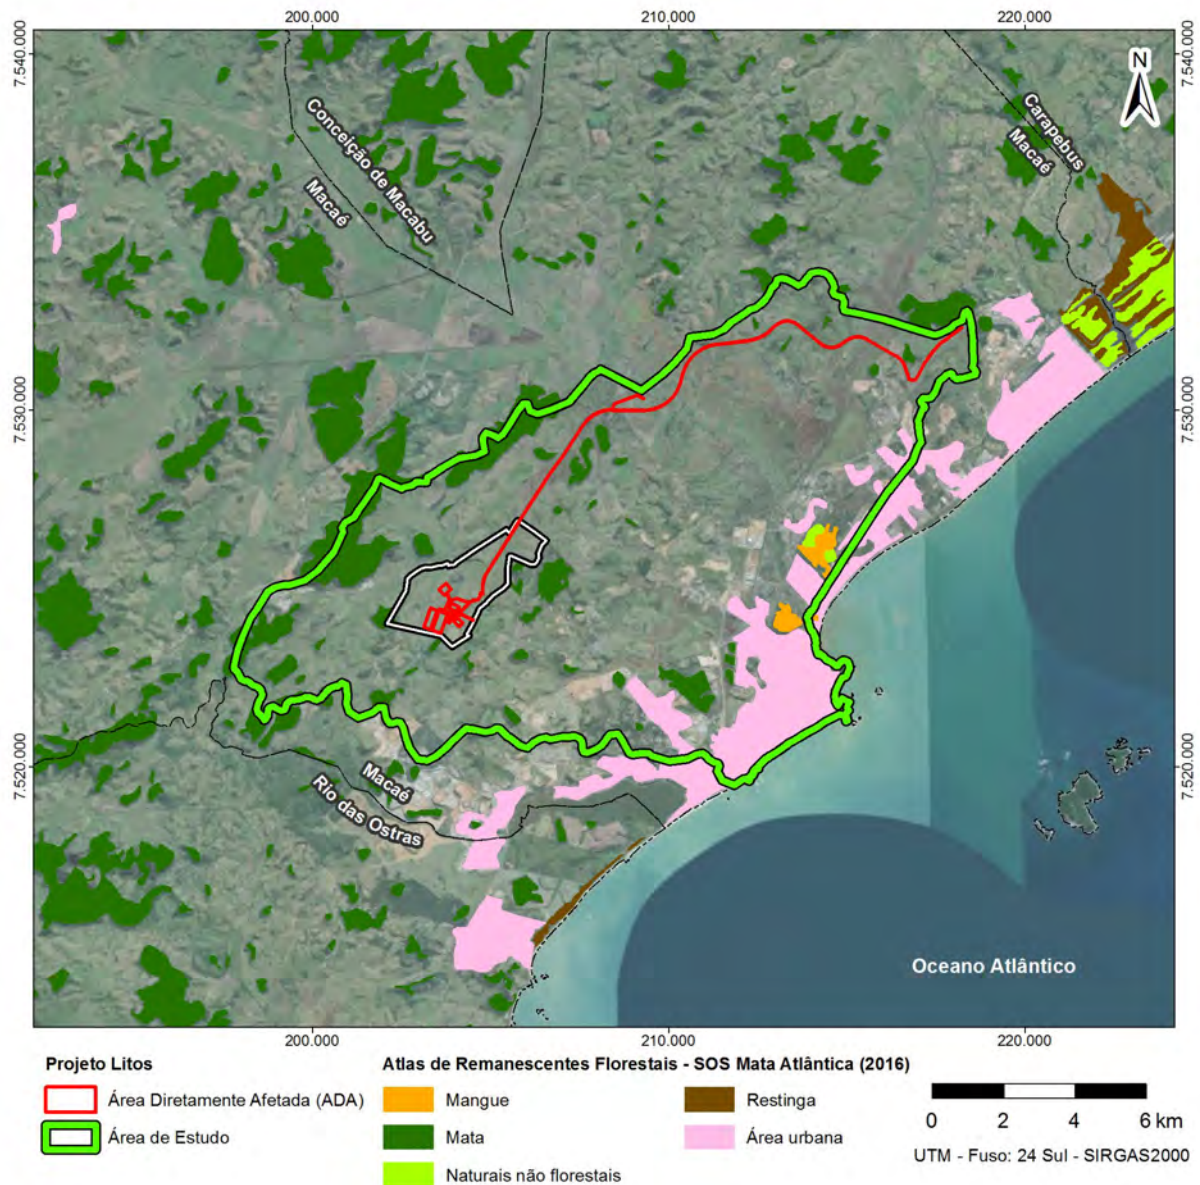 200.000
210.000
220.000
7.540.000
7.540.000
N
Conceição de Macabu
Macaé
Carapebus
Macaé
7.530.000
7.530.000
7.520.000
7.520.000
Macaé
Rio das Ostras
Oceano Atlântico
200.000
210.000
220.000
Projeto Litos
Área Diretamente Afetada (ADA)
Área de Estudo
Atlas de Remanescentes Florestais - SOS Mata Atlântica (2016)
Mangue
Mata
Naturais não florestais
Restinga
Área urbana
0 2 4 6 km
UTM - Fuso: 24 Sul - SIRGAS2000